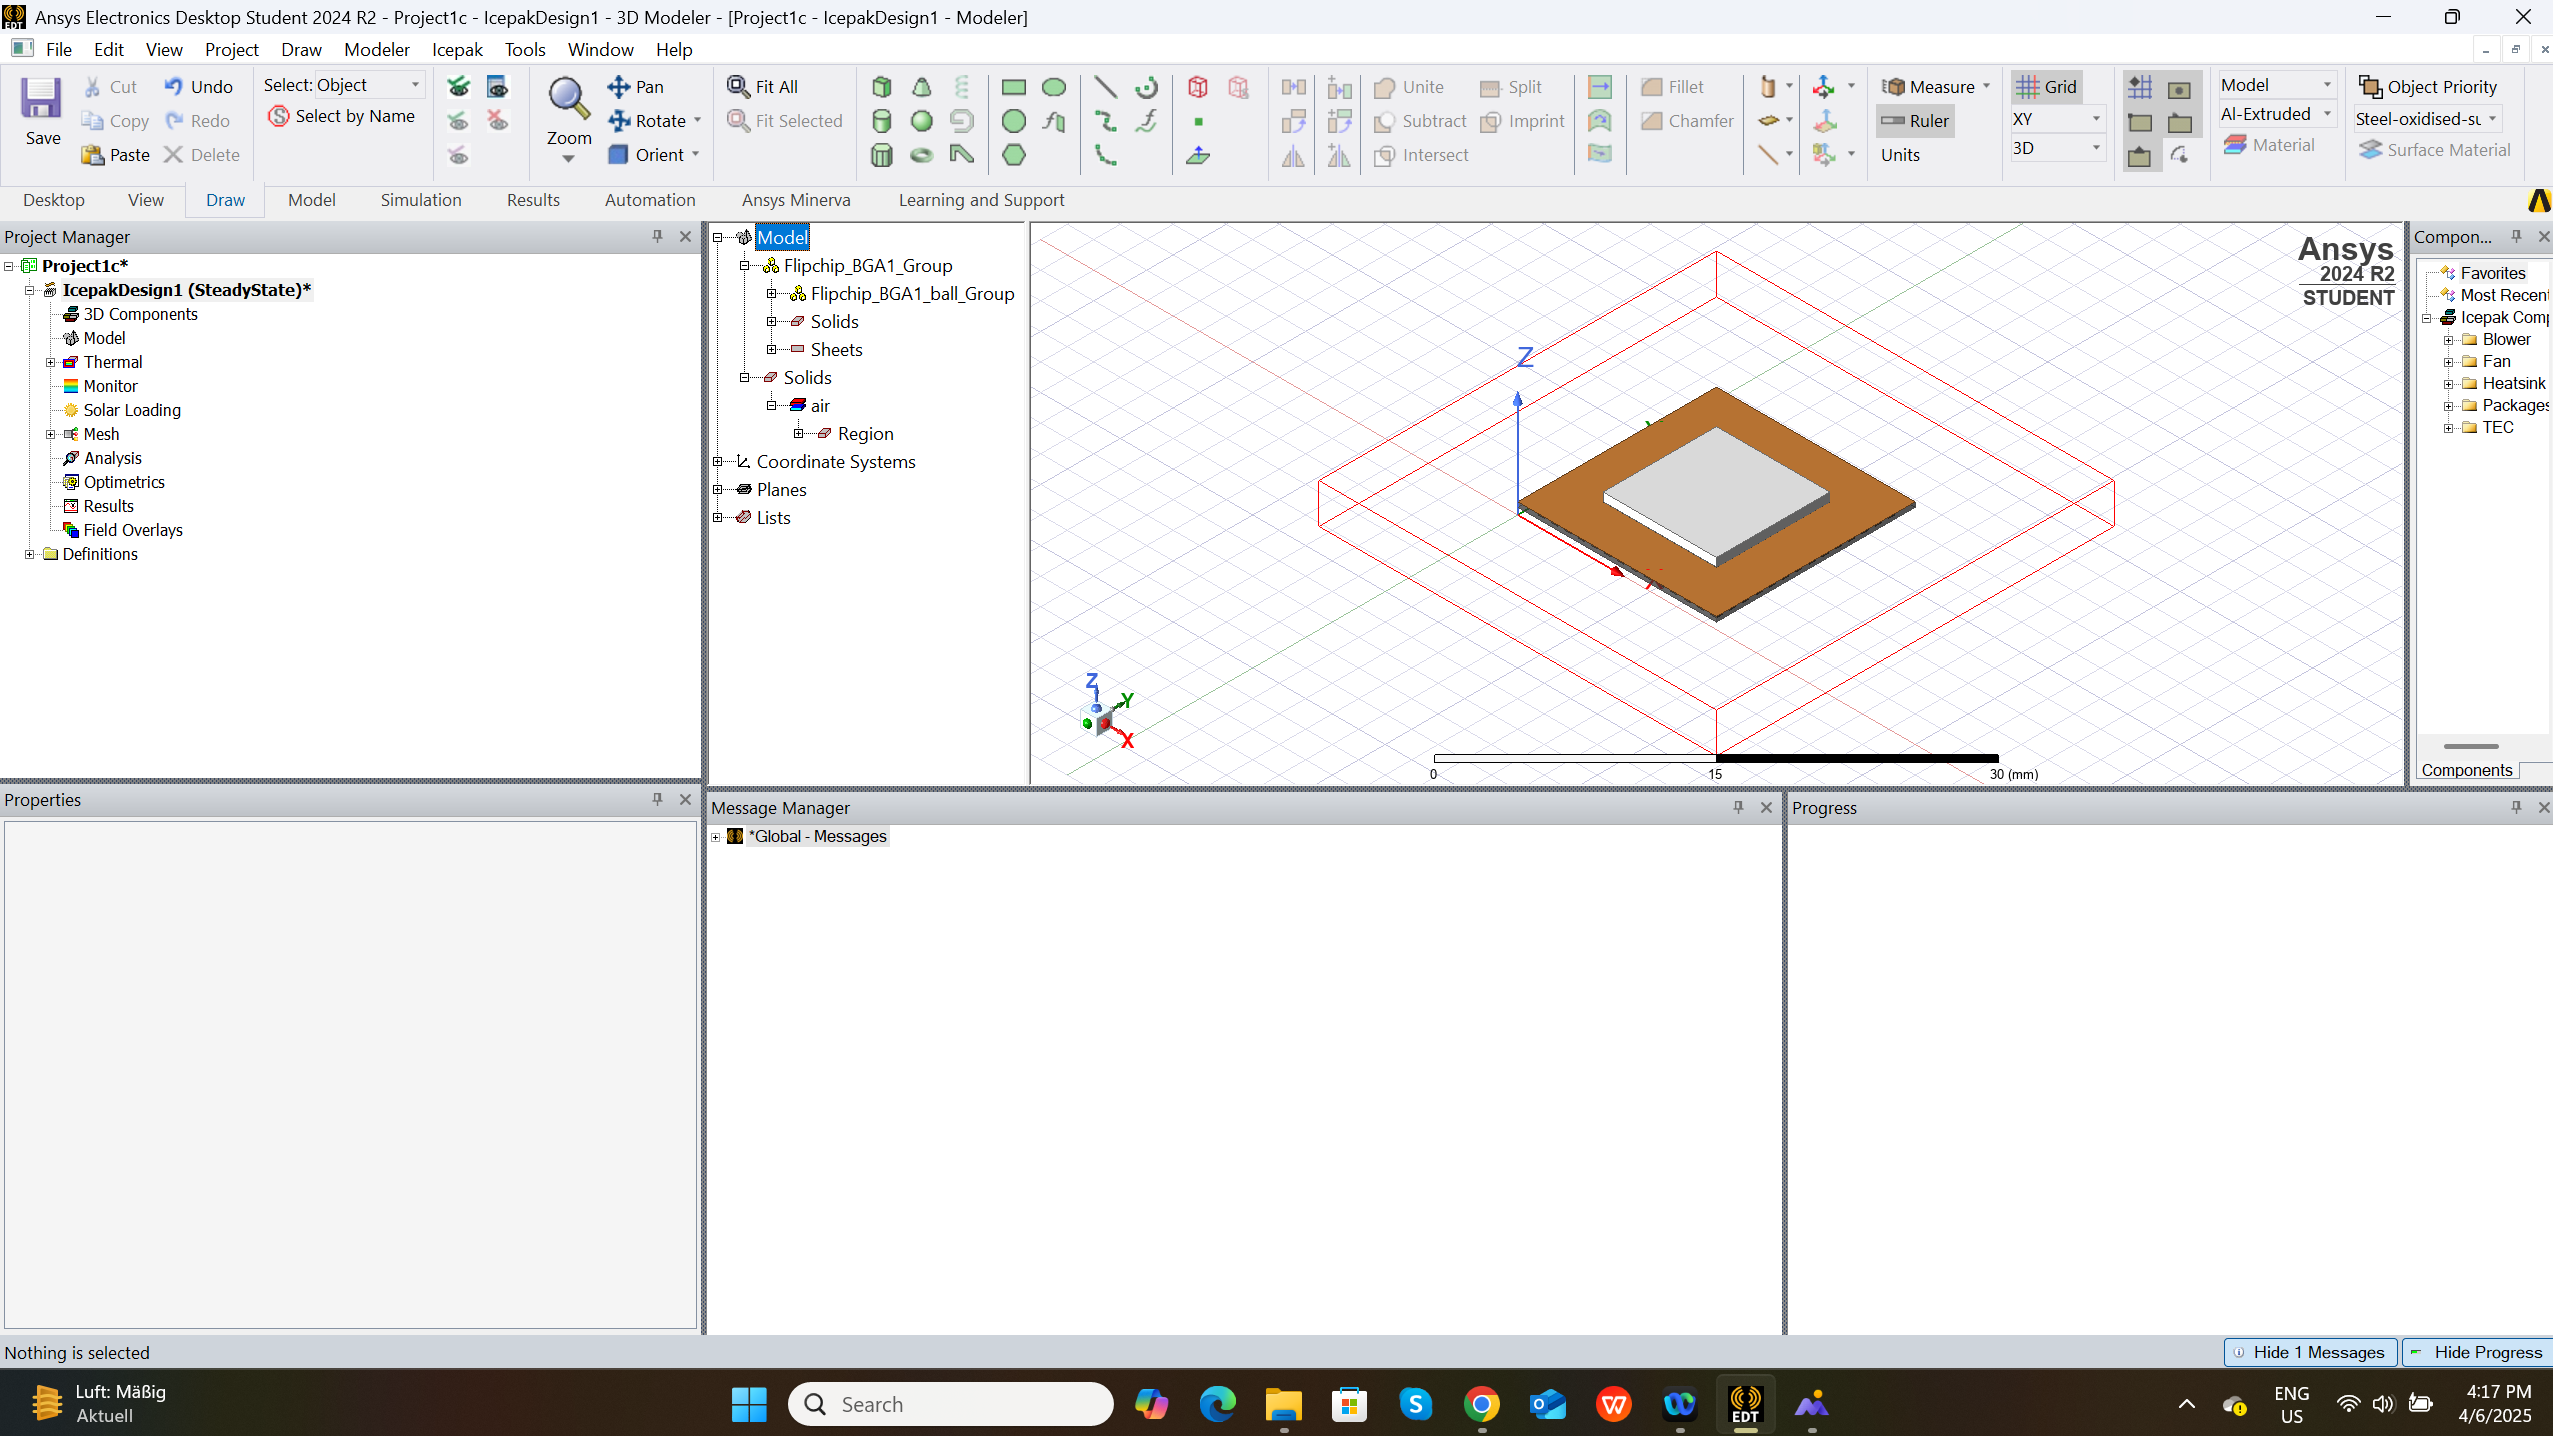 Ansys Electronics Desktop Student 2024 R2 - Project1c - IcepakDesign1 - 3D Modeler - [Project1c - IcepakDesign1 - Modeler]
File Edit View Project Draw Modeler Icepak Tools Window Help
Save
Cut
Copy
Paste
Undo
Redo
Delete
Select: Object
Select by Name
Zoom
Pan
Rotate
Orient
Fit All
Fit Selected
Unite
Subtract
Intersect
Split
Imprint
Fillet
Chamfer
Measure
Ruler
Units
Grid
XY
3D
Model
Al-Extruded
Material
Object Priority
Steel-oxidised-su
Surface Material
Desktop View Draw Model Simulation Results Automation Ansys Minerva Learning and Support
Project Manager
Project1c*
IcepakDesign1 (SteadyState)*
3D Components
Model
Thermal
Monitor
Solar Loading
Mesh
Analysis
Optimetrics
Results
Field Overlays
Definitions
Model
Flipchip_BGA1_Group
Flipchip_BGA1_ball_Group
Solids
Sheets
Solids
air
Region
Coordinate Systems
Planes
Lists
Ansys
2024 R2
STUDENT
Z
Z
Y
X
0 15 30 (mm)
Compon...
Favorites
Most Recent
Icepak Comp
Blower
Fan
Heatsink
Packages
TEC
Components
Properties
Message Manager
*Global - Messages
Progress
Nothing is selected
Hide 1 Messages
Hide Progress
Luft: Mäßig
Aktuell
Search
EDT
ENG
US
4:17 PM
4/6/2025